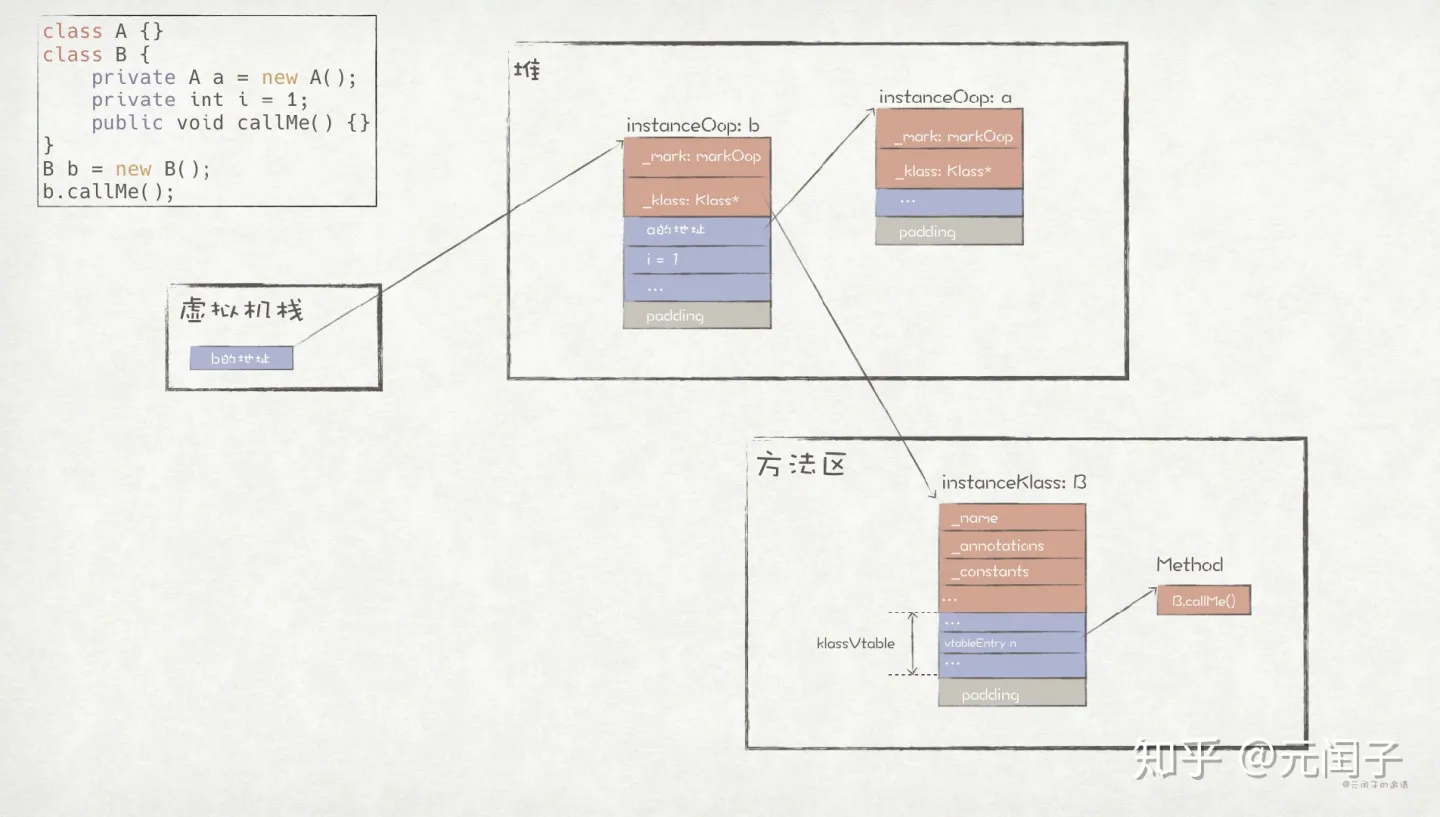 class A {}
class B {
    private A a = new A();
    private int i = 1;
    public void callMe() {}
}
B b = new B();
b.callMe();
虚拟机栈
b的地址
堆
instanceOop: b
_mark: markOop
_klass: Klass*
a的地址
i = 1
...
padding
instanceOop: a
_mark: markOop
_klass: Klass*
...
padding
方法区
instanceKlass: B
_name
_annotations
_constants
...
...
vtableEntry n
...
padding
klassVtable
Method
B.callMe()
知乎 @元闰子
@元闰子的邀请